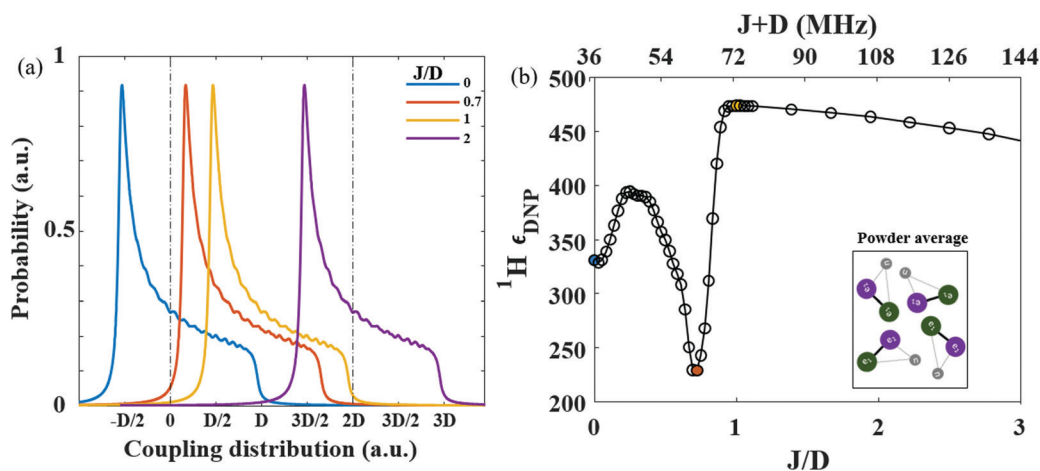 (a)
1
0.5
0
Probability (a.u.)
J/D
0
0.7
1
2
-D/2 0 D/2 D 3D/2 2D 3D/2 3D
Coupling distribution (a.u.)
J+D (MHz)
36 54 72 90 108 126 144
(b)
500
450
400
350
300
250
200
¹H ϵDNP
Powder average
0 1 2 3
J/D